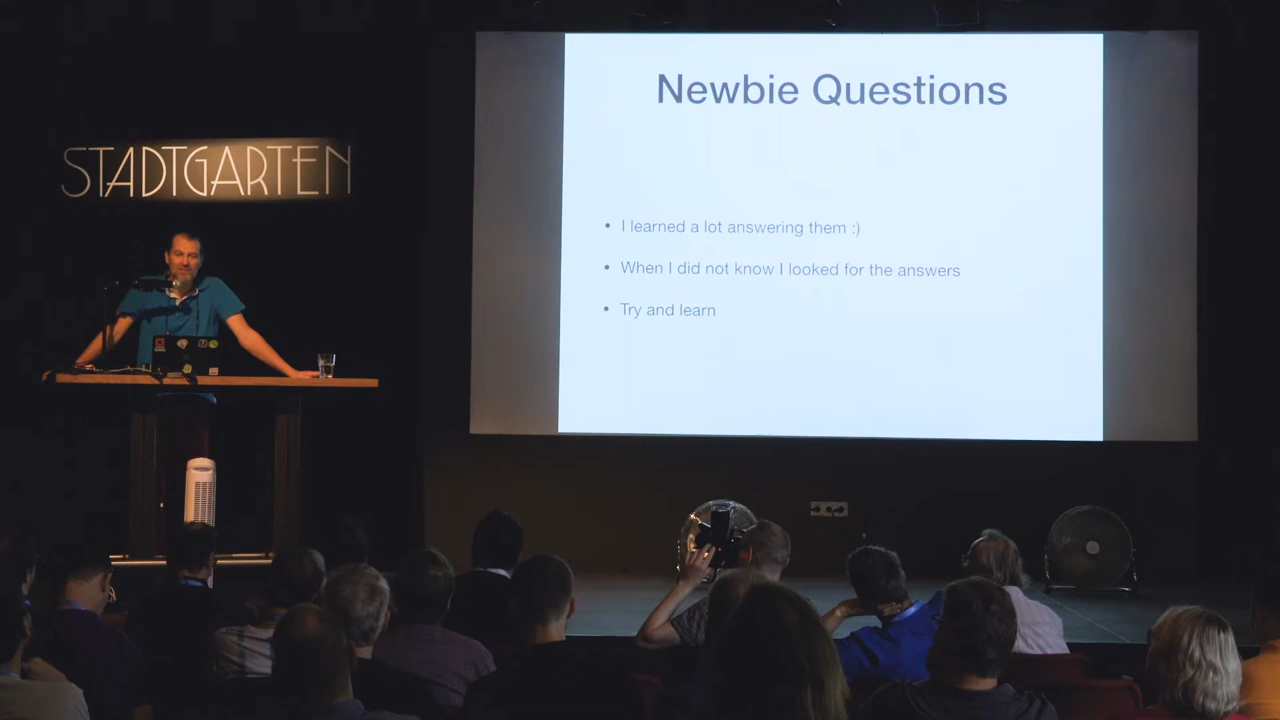 STADTGARTEN
Newbie Questions
• I learned a lot answering them :)
• When I did not know I looked for the answers
• Try and learn